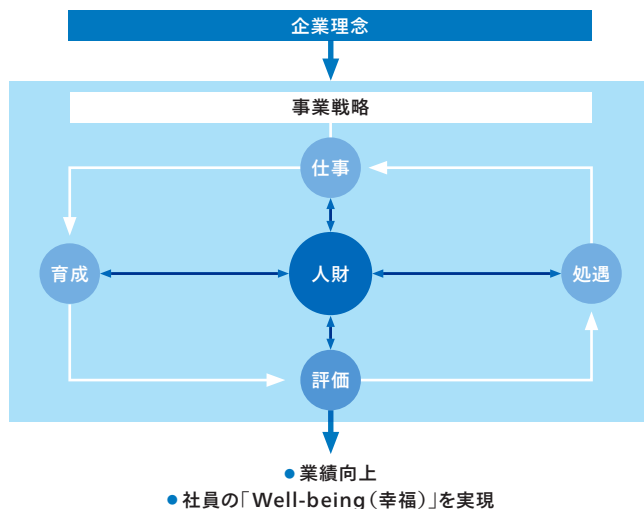 企業理念
事業戦略
仕事
育成
人財
処遇
評価
●業績向上
●社員の「Well-being（幸福）」を実現